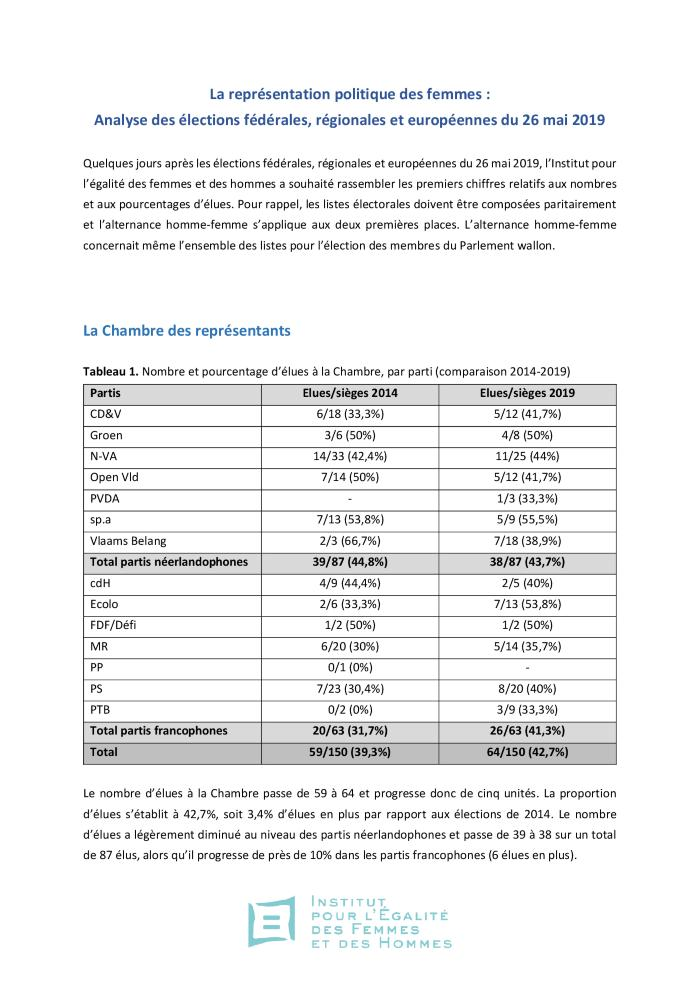 La représentation politique des femmes :
Analyse des élections fédérales, régionales et européennes du 26 mai 2019
Quelques jours après les élections fédérales, régionales et européennes du 26 mai 2019, l’Institut pour
l’égalité des femmes et des hommes a souhaité rassembler les premiers chiffres relatifs aux nombres
et aux pourcentages d’élues. Pour rappel, les listes électorales doivent être composées paritairement
et l’alternance homme-femme s’applique aux deux premières places. L’alternance homme-femme
concernait même l’ensemble des listes pour l’élection des membres du Parlement wallon.
La Chambre des représentants
Tableau 1. Nombre et pourcentage d’élues à la Chambre, par parti (comparaison 2014-2019)
Partis Elues/sièges 2014 Elues/sièges 2019
CD&V 6/18 (33,3%) 5/12 (41,7%)
Groen 3/6 (50%) 4/8 (50%)
N-VA 14/33 (42,4%) 11/25 (44%)
Open Vld 7/14 (50%) 5/12 (41,7%)
PVDA - 1/3 (33,3%)
sp.a 7/13 (53,8%) 5/9 (55,5%)
Vlaams Belang 2/3 (66,7%) 7/18 (38,9%)
Total partis néerlandophones 39/87 (44,8%) 38/87 (43,7%)
cdH 4/9 (44,4%) 2/5 (40%)
Ecolo 2/6 (33,3%) 7/13 (53,8%)
FDF/Défi 1/2 (50%) 1/2 (50%)
MR 6/20 (30%) 5/14 (35,7%)
PP 0/1 (0%) -
PS 7/23 (30,4%) 8/20 (40%)
PTB 0/2 (0%) 3/9 (33,3%)
Total partis francophones 20/63 (31,7%) 26/63 (41,3%)
Total 59/150 (39,3%) 64/150 (42,7%)
Le nombre d’élues à la Chambre passe de 59 à 64 et progresse donc de cinq unités. La proportion
d’élues s’établit à 42,7%, soit 3,4% d’élues en plus par rapport aux élections de 2014. Le nombre
d’élues a légèrement diminué au niveau des partis néerlandophones et passe de 39 à 38 sur un total
de 87 élus, alors qu’il progresse de près de 10% dans les partis francophones (6 élues en plus).
INSTITUT
POUR L’ÉGALITÉ
DES FEMMES
ET DES HOMMES